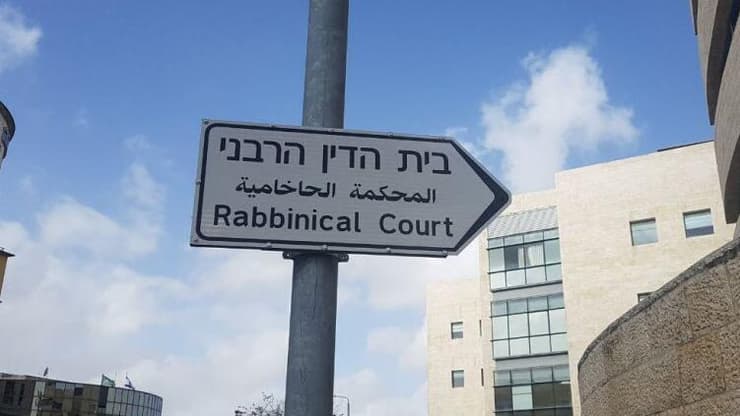 בית הדין הרבני
المحكمة الحاخامية
Rabbinical Court